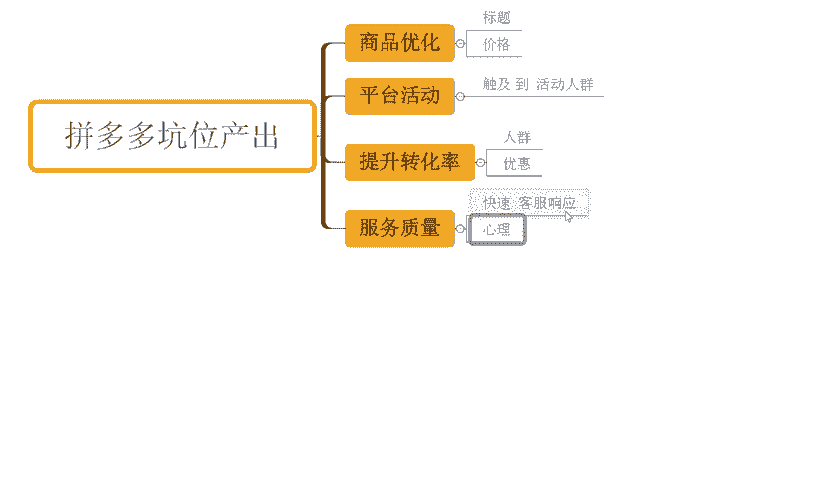 拼多多坑位产出
商品优化
标题
价格
平台活动
触及 到 活动人群
提升转化率
人群
优惠
服务质量
快速 客服响应
心理